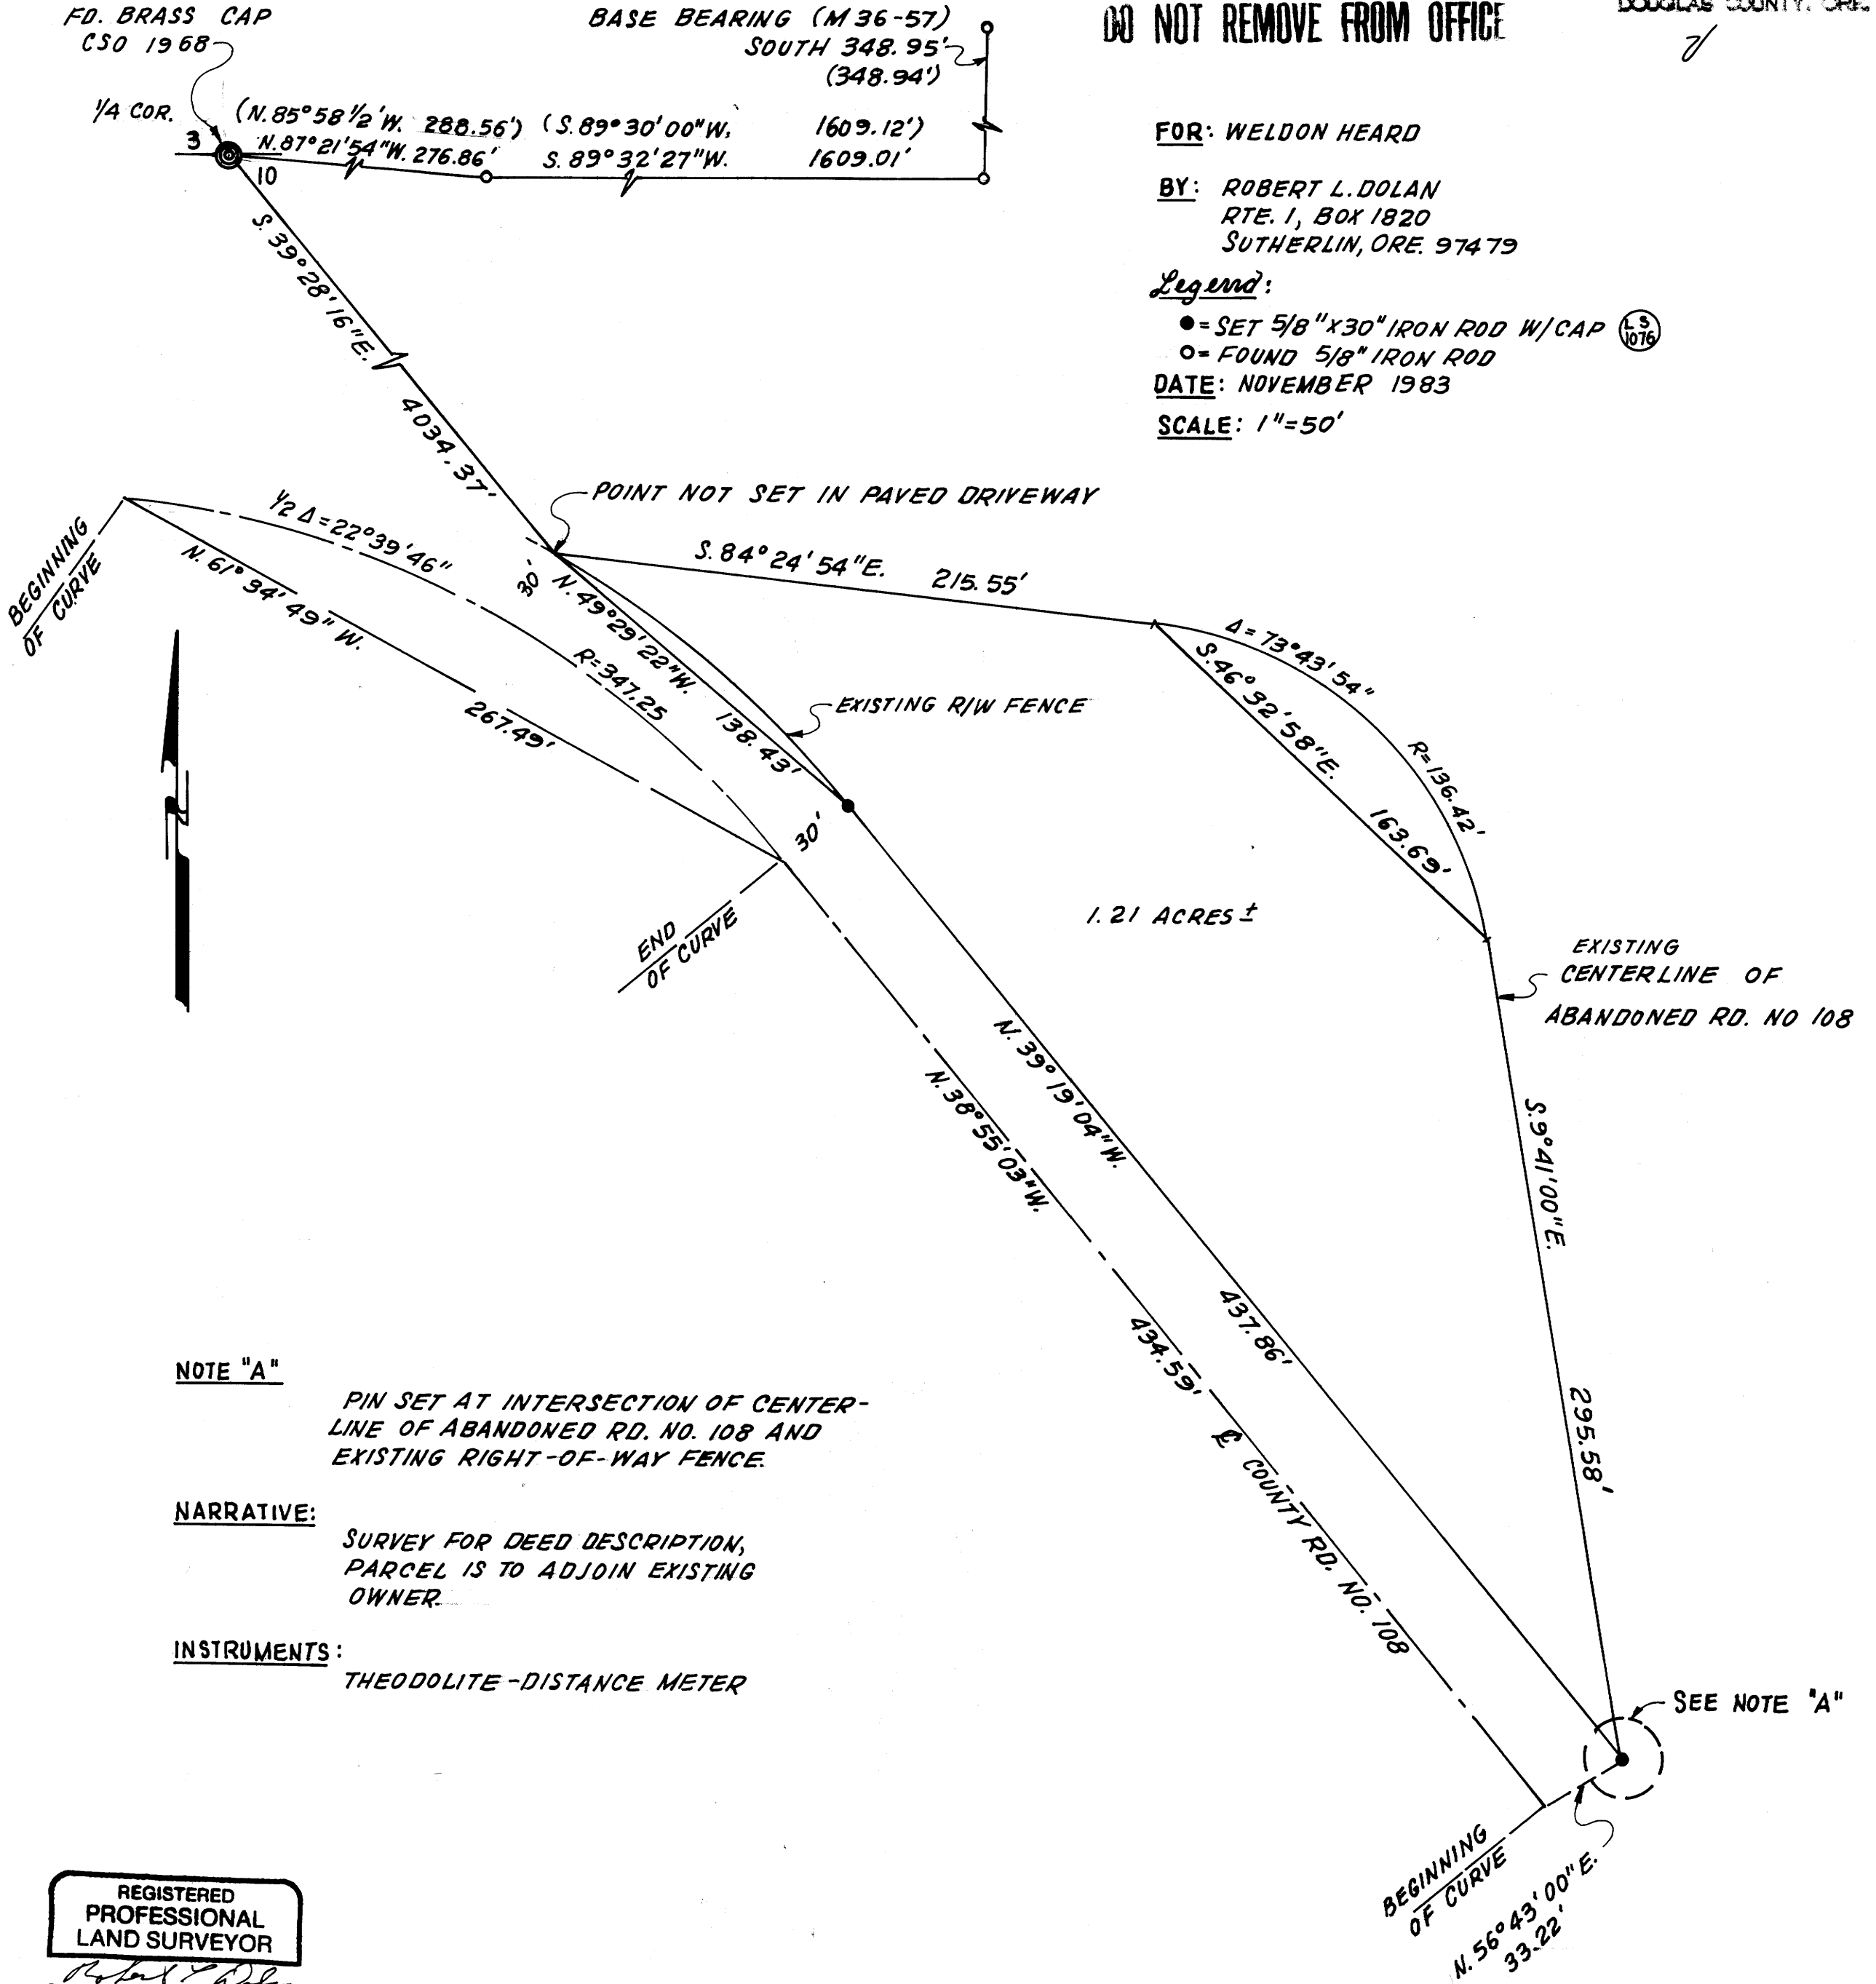 FD. BRASS CAP
CSO 1968
BASE BEARING (M 36-57)
SOUTH 348.95'
(348.94')
DO NOT REMOVE FROM OFFICE
DOUGLAS COUNTY, ORE.
1/4 COR.
(N. 85° 58 1/2' W. 288.56')
(S. 89° 30' 00" W. 1609.12')
3
N. 87° 21' 54" W. 276.86'
S. 89° 32' 27" W. 1609.01'
10
FOR: WELDON HEARD
BY: ROBERT L. DOLAN
RTE. 1, BOX 1820
SUTHERLIN, ORE. 97479
Legend:
● = SET 5/8" X 30" IRON ROD W/ CAP
LS
1076
○ = FOUND 5/8" IRON ROD
DATE: NOVEMBER 1983
SCALE: 1" = 50'
S. 39° 28' 16" E.
4034.37'
POINT NOT SET IN PAVED DRIVEWAY
BEGINNING
OF CURVE
1/2 Δ = 22° 39' 46"
N. 61° 34' 49" W.
267.49'
R=347.25
30'
N. 49° 29' 22" W.
138.43'
S. 84° 24' 54" E. 215.55'
EXISTING R/W FENCE
Δ = 73° 43' 54"
R=136.42'
S. 46° 32' 58" E.
163.69'
30'
END
OF CURVE
1.21 ACRES ±
EXISTING
CENTERLINE OF
ABANDONED RD. NO 108
N. 39° 19' 04" W.
437.86'
N. 38° 55' 03" W.
434.59'
℄ COUNTY RD. NO. 108
S. 9° 41' 00" E.
295.58'
NOTE "A"
PIN SET AT INTERSECTION OF CENTER-
LINE OF ABANDONED RD. NO. 108 AND
EXISTING RIGHT-OF-WAY FENCE.
NARRATIVE:
SURVEY FOR DEED DESCRIPTION,
PARCEL IS TO ADJOIN EXISTING
OWNER.
INSTRUMENTS:
THEODOLITE - DISTANCE METER
SEE NOTE "A"
BEGINNING
OF CURVE
N. 56° 43' 00" E.
33.22'
REGISTERED
PROFESSIONAL
LAND SURVEYOR